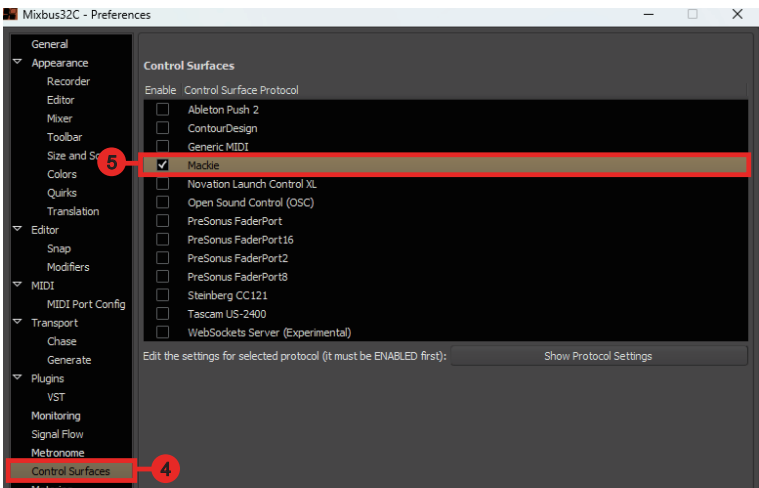 Mixbus32C - Preferences
General
Appearance
Recorder
Editor
Mixer
Toolbar
Size and
Colors
Quirks
Translation
Editor
Snap
Modifiers
MIDI
MIDI Port Config
Transport
Chase
Generate
Plugins
VST
Monitoring
Signal Flow
Metronome
Control Surfaces
4
Control Surfaces
Enable Control Surface Protocol
Ableton Push 2
ContourDesign
Generic MIDI
5
Mackie
Novation Launch Control XL
Open Sound Control (OSC)
PreSonus FaderPort
PreSonus FaderPort16
PreSonus FaderPort2
PreSonus FaderPort8
Steinberg CC121
Tascam US-2400
WebSockets Server (Experimental)
Edit the settings for selected protocol (it must be ENABLED first): Show Protocol Settings